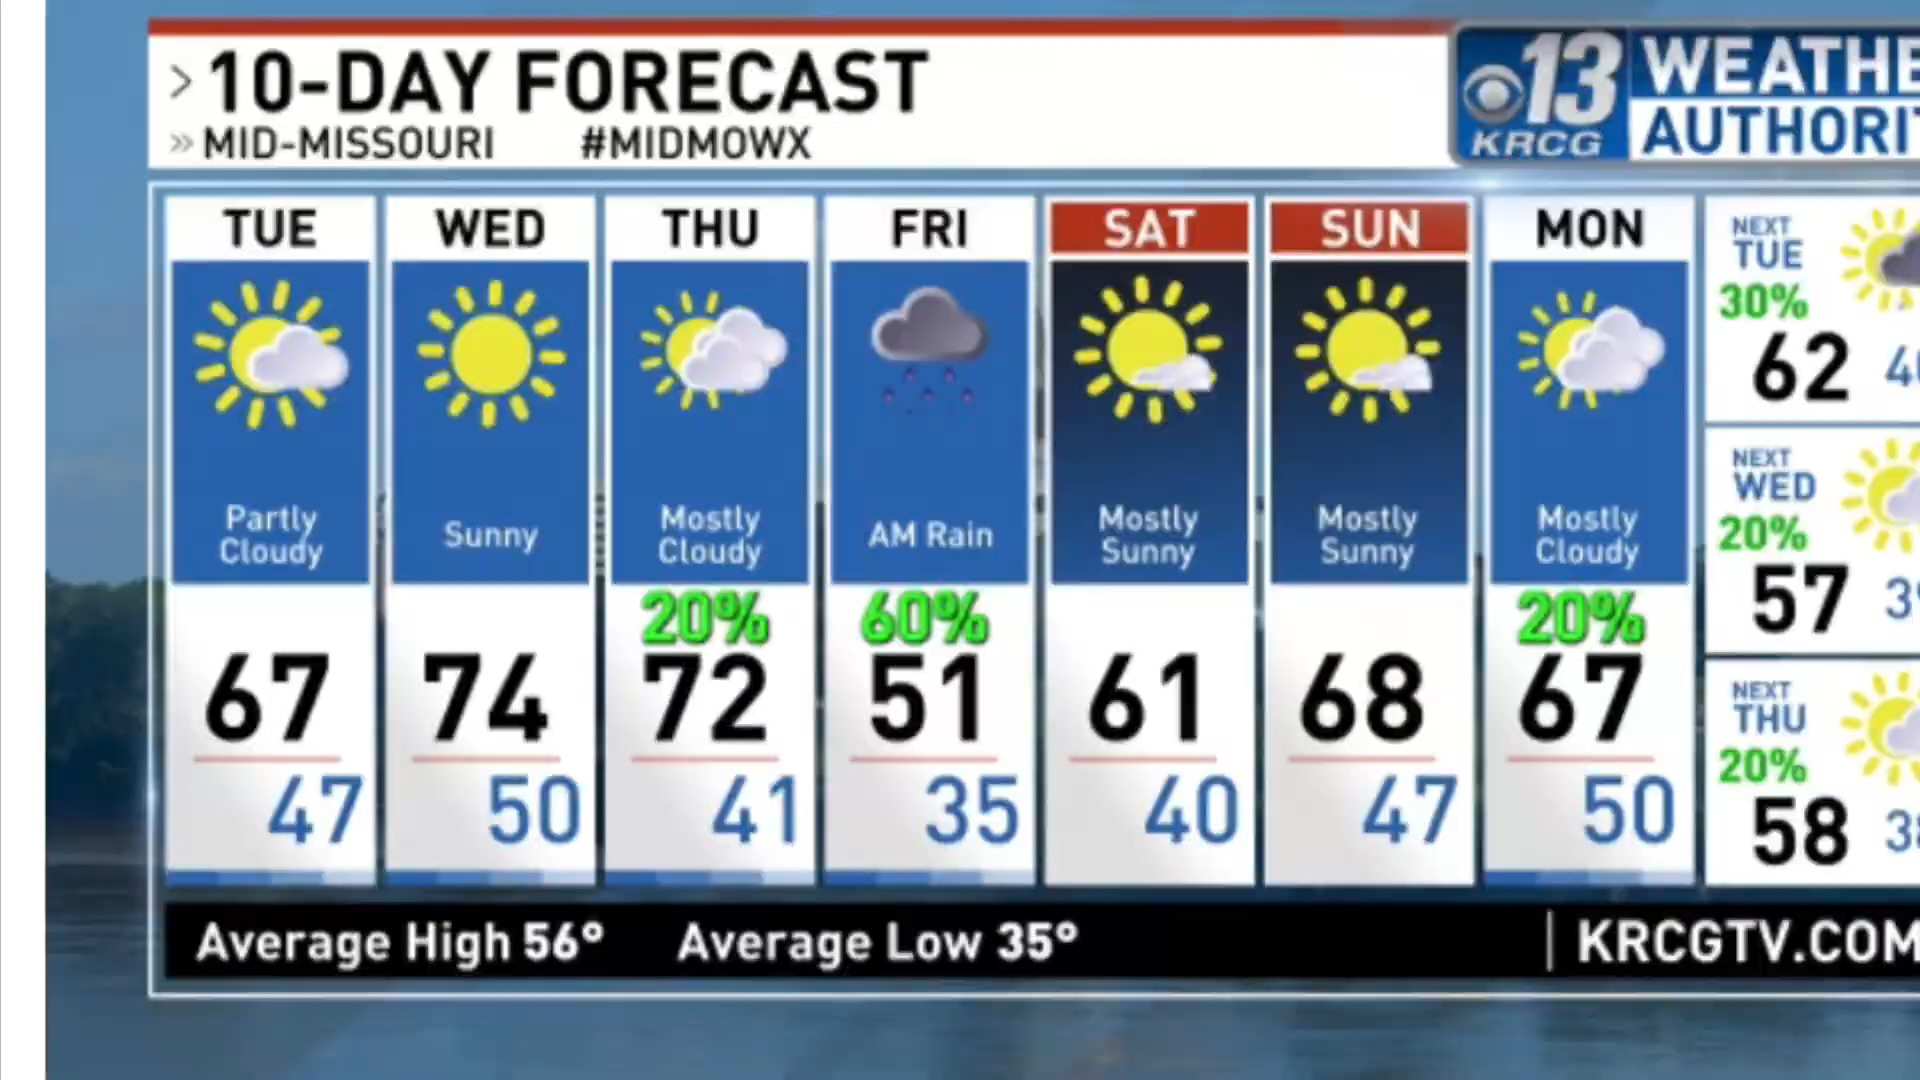 > 10-DAY FORECAST
» MID-MISSOURI #MIDMOWX
13
KRCG
WEATHE
AUTHORIT
TUE
Partly
Cloudy
67
47
WED
Sunny
74
50
THU
Mostly
Cloudy
20%
72
41
FRI
AM Rain
60%
51
35
SAT
Mostly
Sunny
61
40
SUN
Mostly
Sunny
68
47
MON
Mostly
Cloudy
20%
67
50
NEXT
TUE
30%
62
NEXT
WED
20%
57
NEXT
THU
20%
58
Average High 56° Average Low 35° | KRCGTV.COM